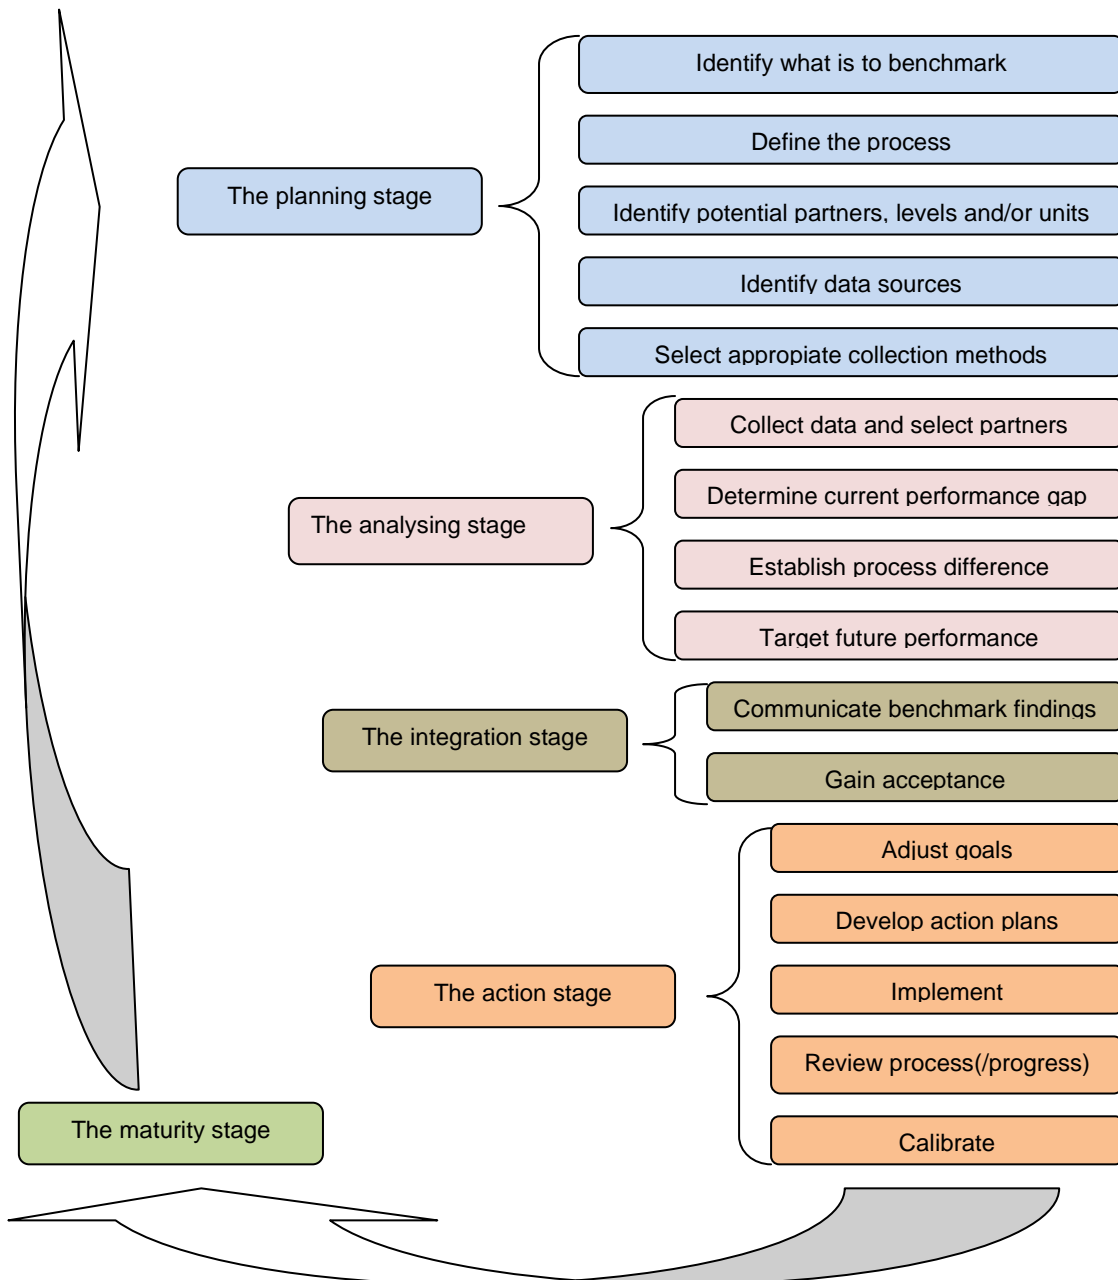 Identify what is to benchmark
Define the process
The planning stage
Identify potential partners, levels and/or units
Identify data sources
Select appropiate collection methods
Collect data and select partners
Determine current performance gap
The analysing stage
Establish process difference
Target future performance
Communicate benchmark findings
The integration stage
Gain acceptance
Adjust goals
Develop action plans
The action stage
Implement
Review process(/progress)
Calibrate
The maturity stage